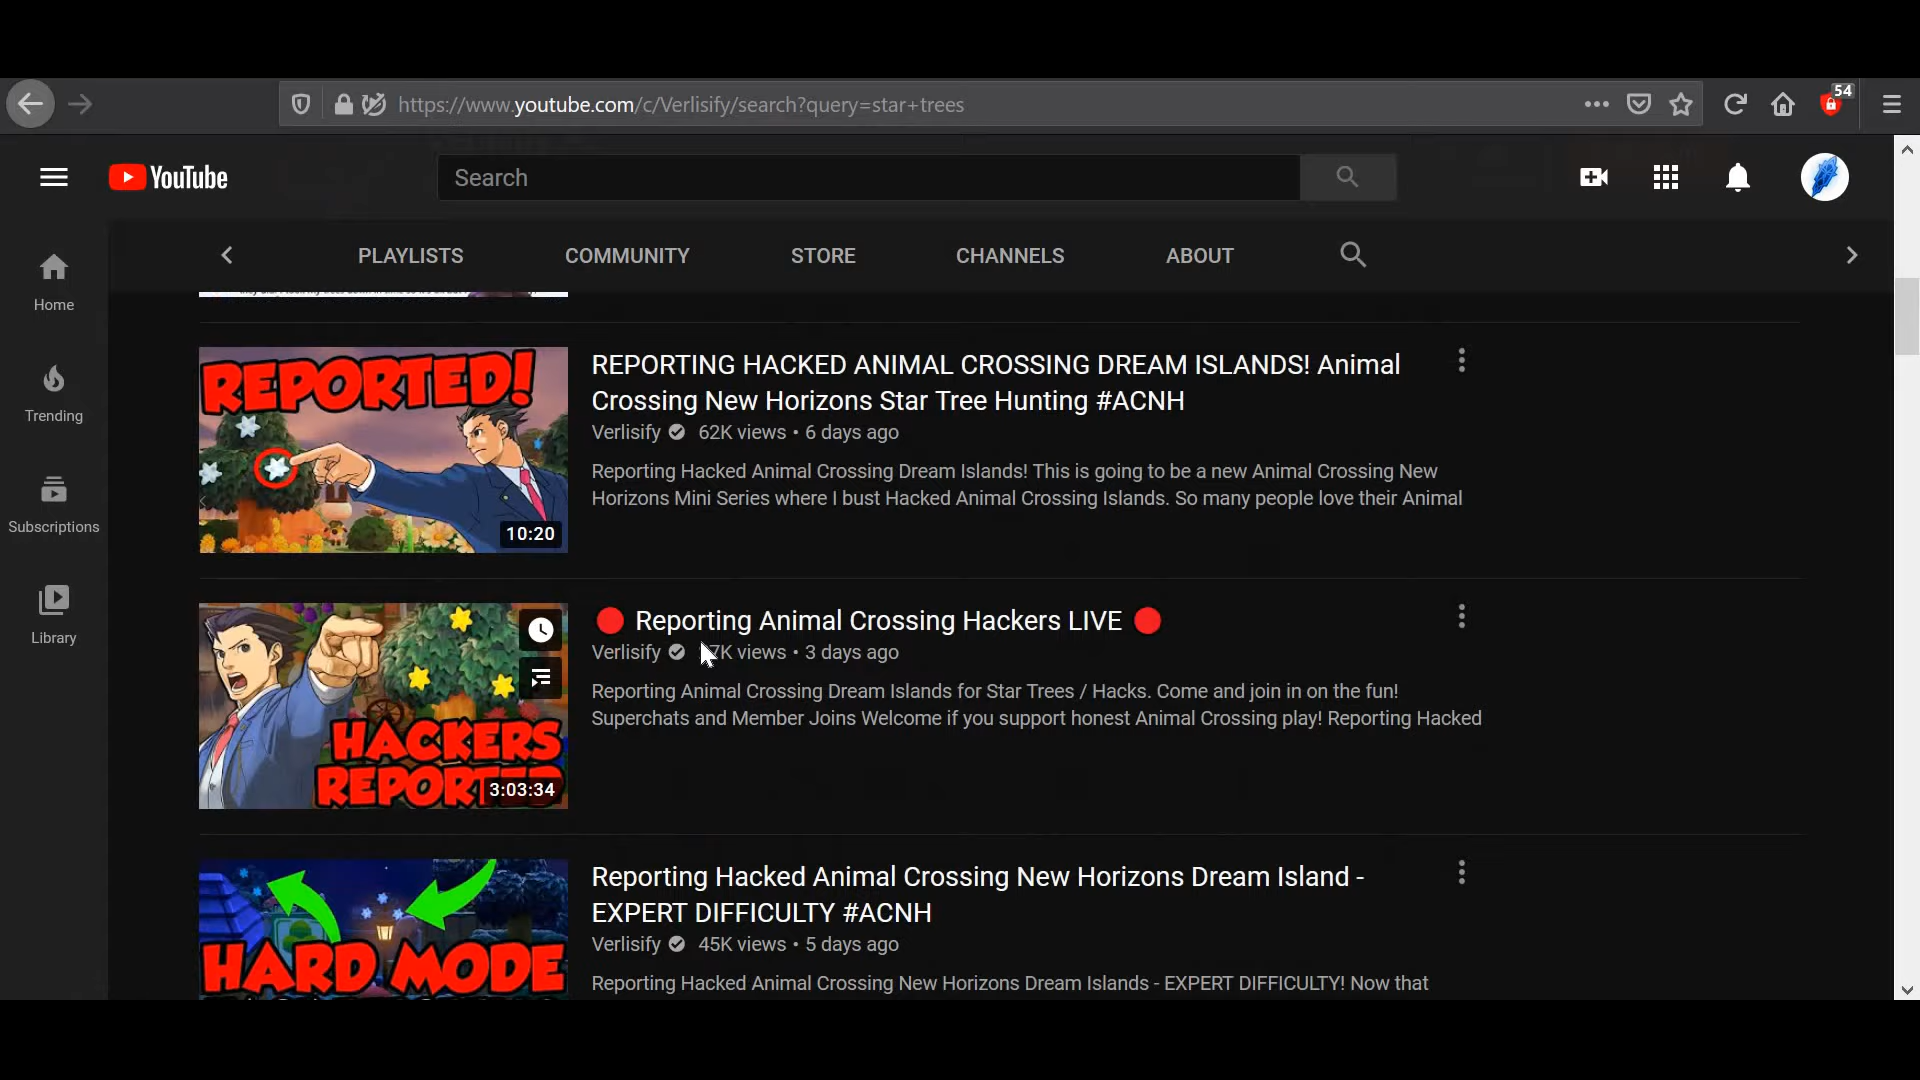 54
https://www.youtube.com/c/Verlisify/search?query=star+trees
YouTube
Search
PLAYLISTS
COMMUNITY
STORE
CHANNELS
ABOUT
Home
Trending
Subscriptions
Library
REPORTED!
10:20
REPORTING HACKED ANIMAL CROSSING DREAM ISLANDS! Animal
Crossing New Horizons Star Tree Hunting #ACNH
Verlisify 62K views • 6 days ago
Reporting Hacked Animal Crossing Dream Islands! This is going to be a new Animal Crossing New
Horizons Mini Series where I bust Hacked Animal Crossing Islands. So many people love their Animal
HACKERS
REPORTED
3:03:34
Reporting Animal Crossing Hackers LIVE
Verlisify views • 3 days ago
Reporting Animal Crossing Dream Islands for Star Trees / Hacks. Come and join in on the fun!
Superchats and Member Joins Welcome if you support honest Animal Crossing play! Reporting Hacked
HARD MODE
Reporting Hacked Animal Crossing New Horizons Dream Island -
EXPERT DIFFICULTY #ACNH
Verlisify 45K views • 5 days ago
Reporting Hacked Animal Crossing New Horizons Dream Islands - EXPERT DIFFICULTY! Now that